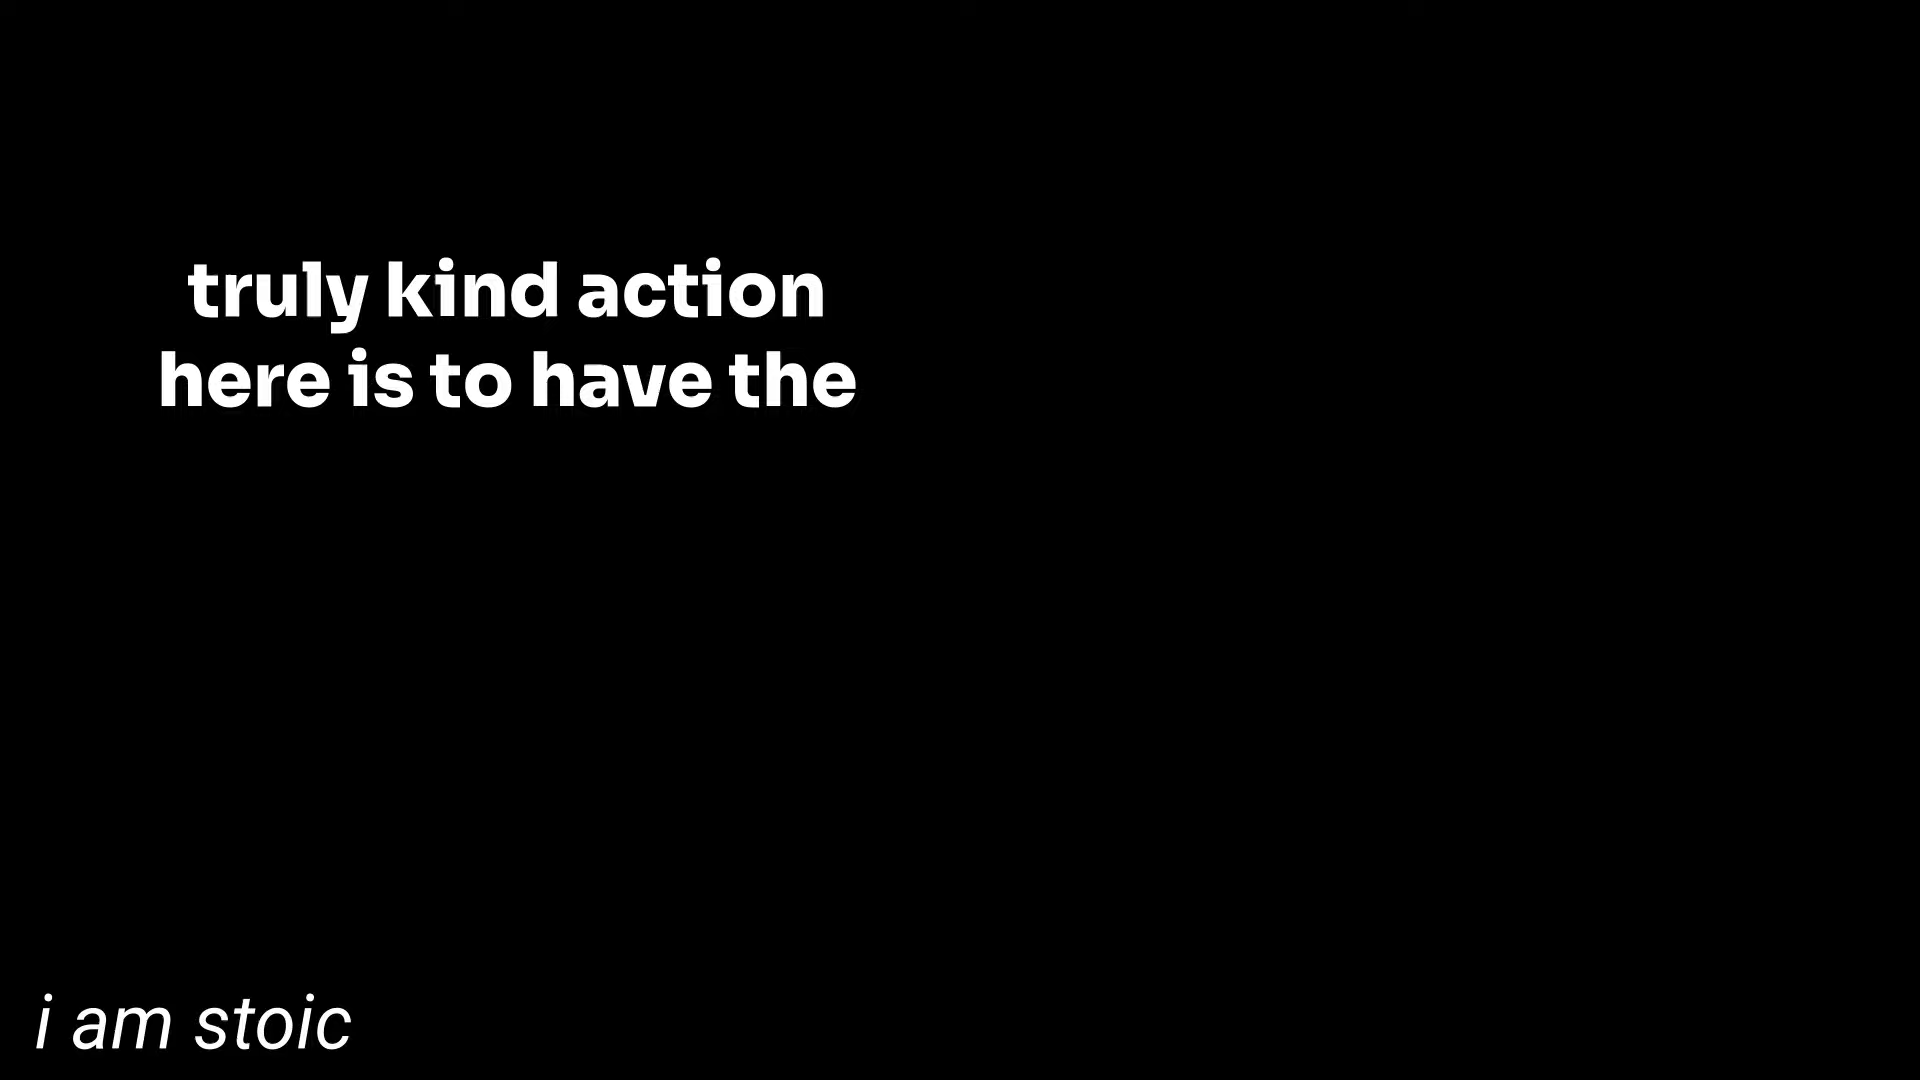 truly kind action
here is to have the
i am stoic